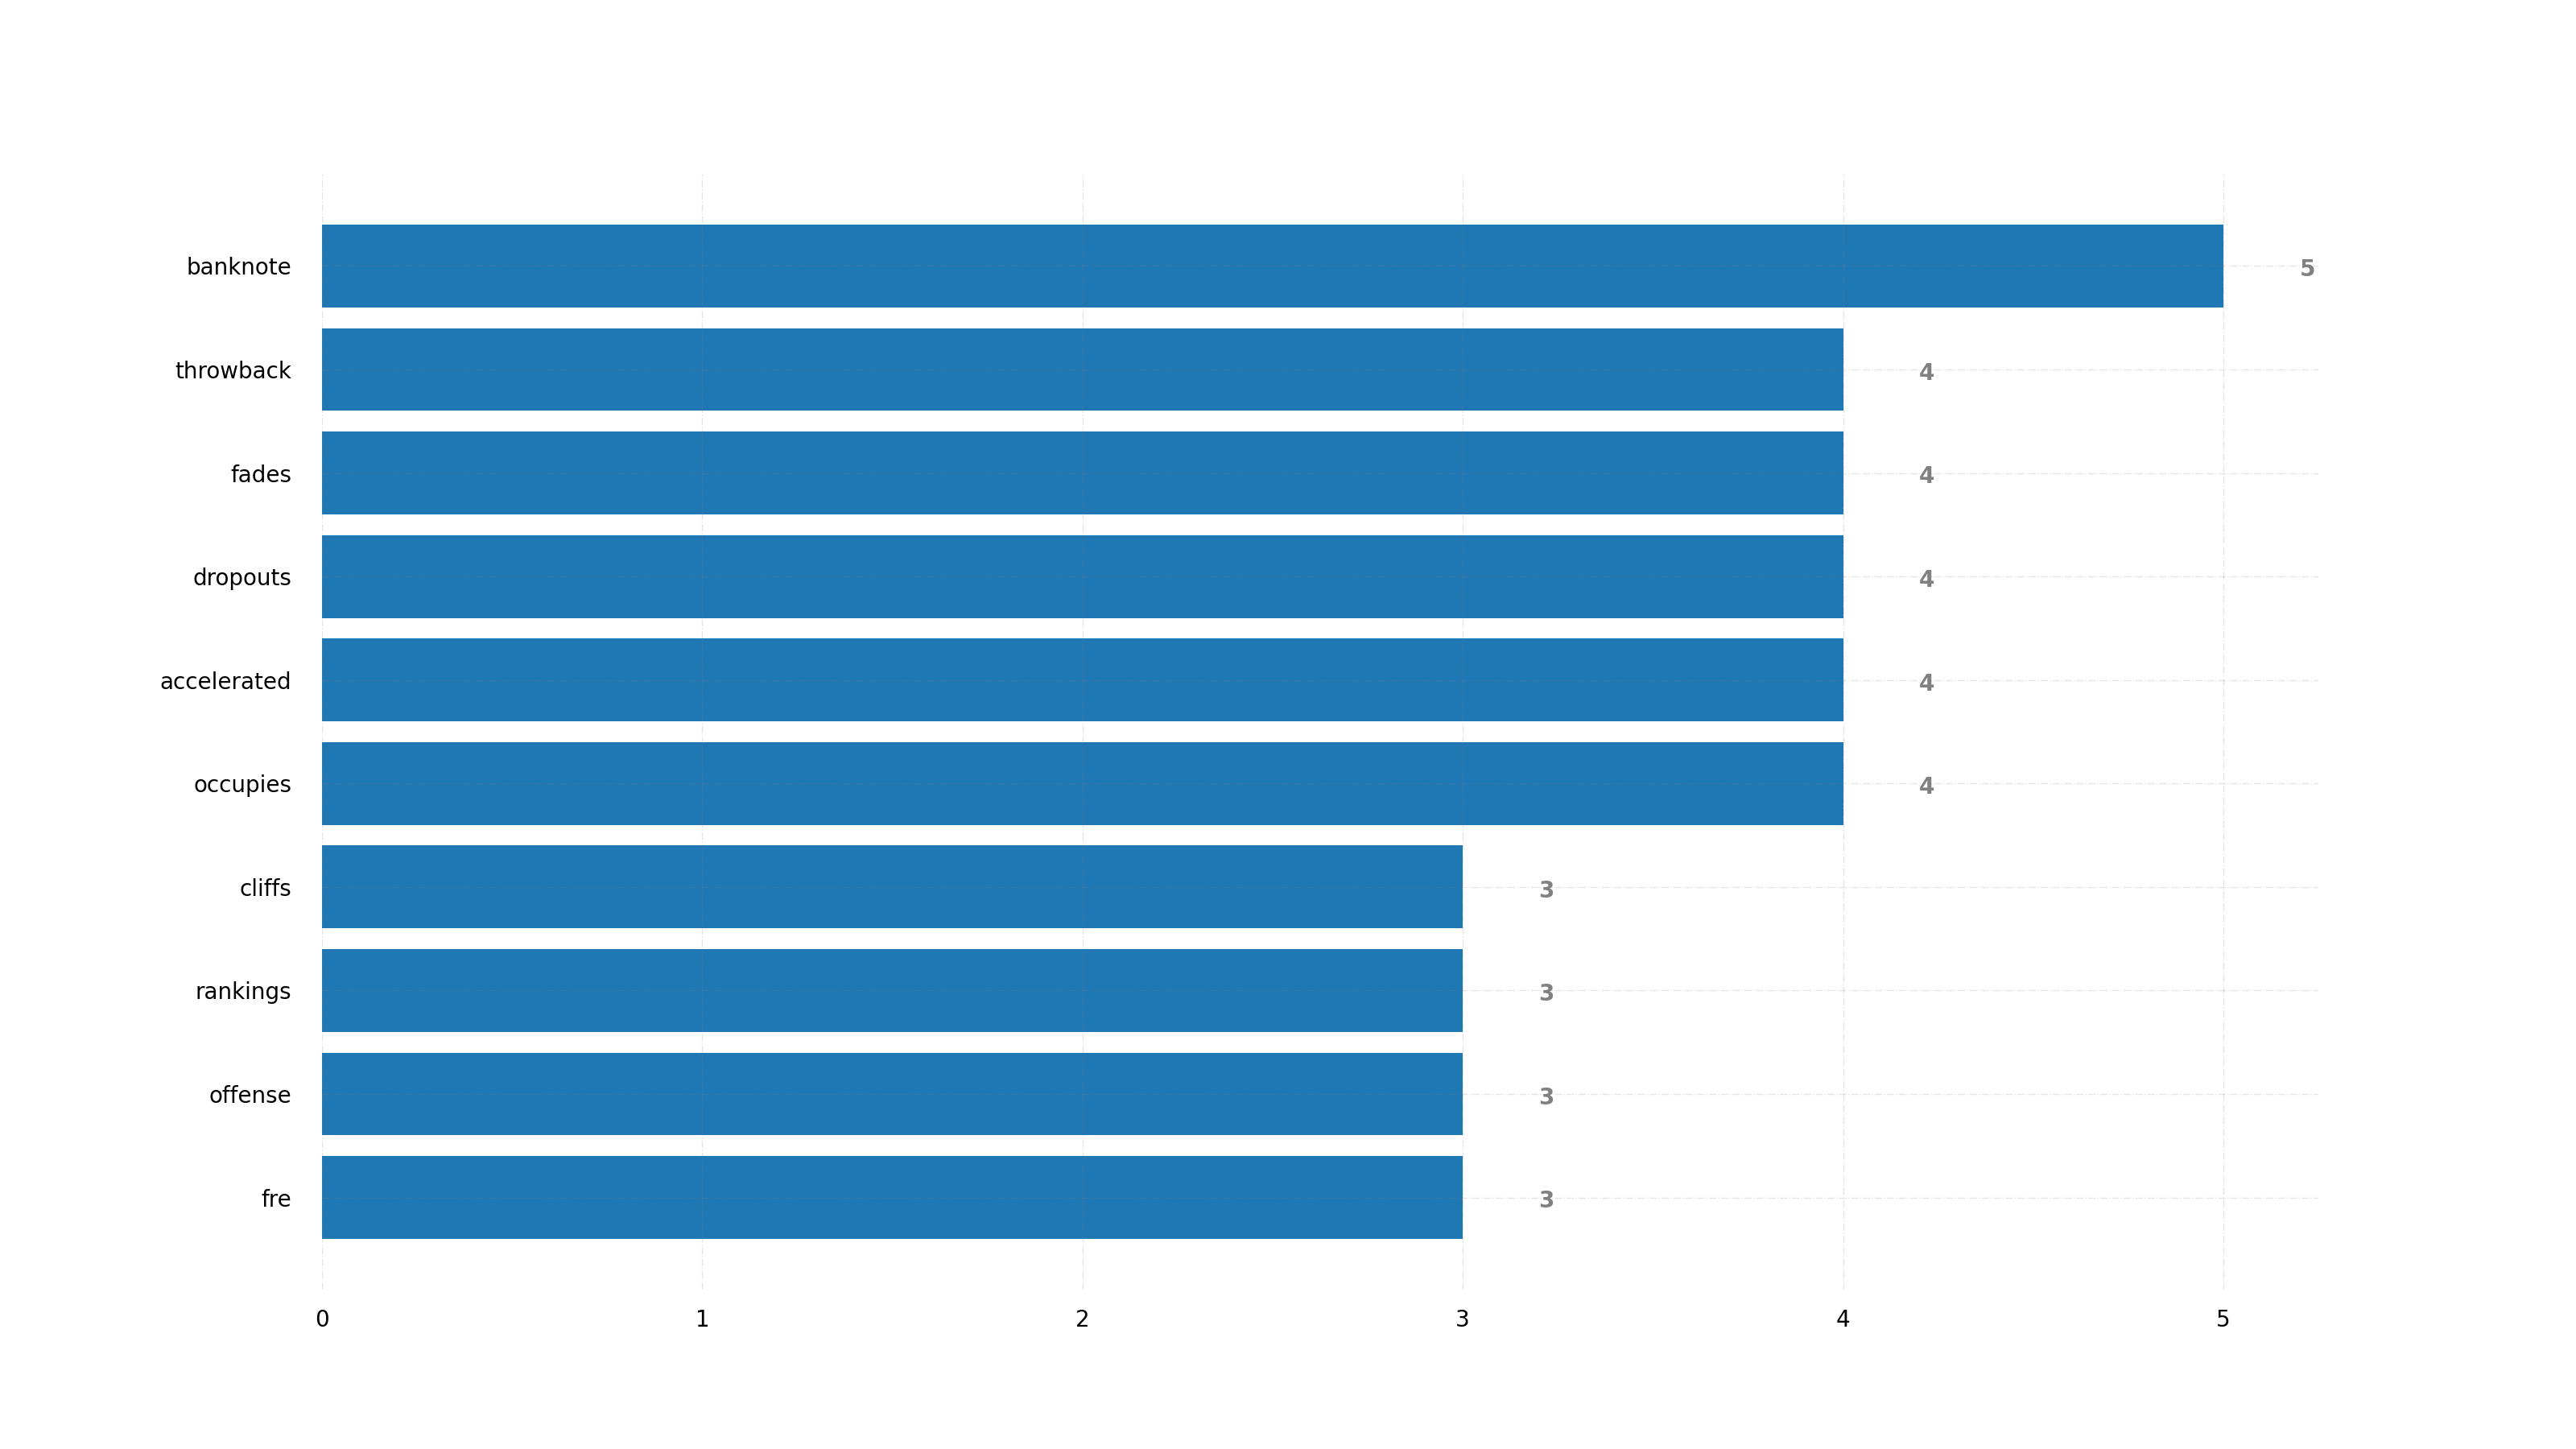 banknote 5
throwback 4
fades 4
dropouts 4
accelerated 4
occupies 4
cliffs 3
rankings 3
offense 3
fre 3
0 1 2 3 4 5